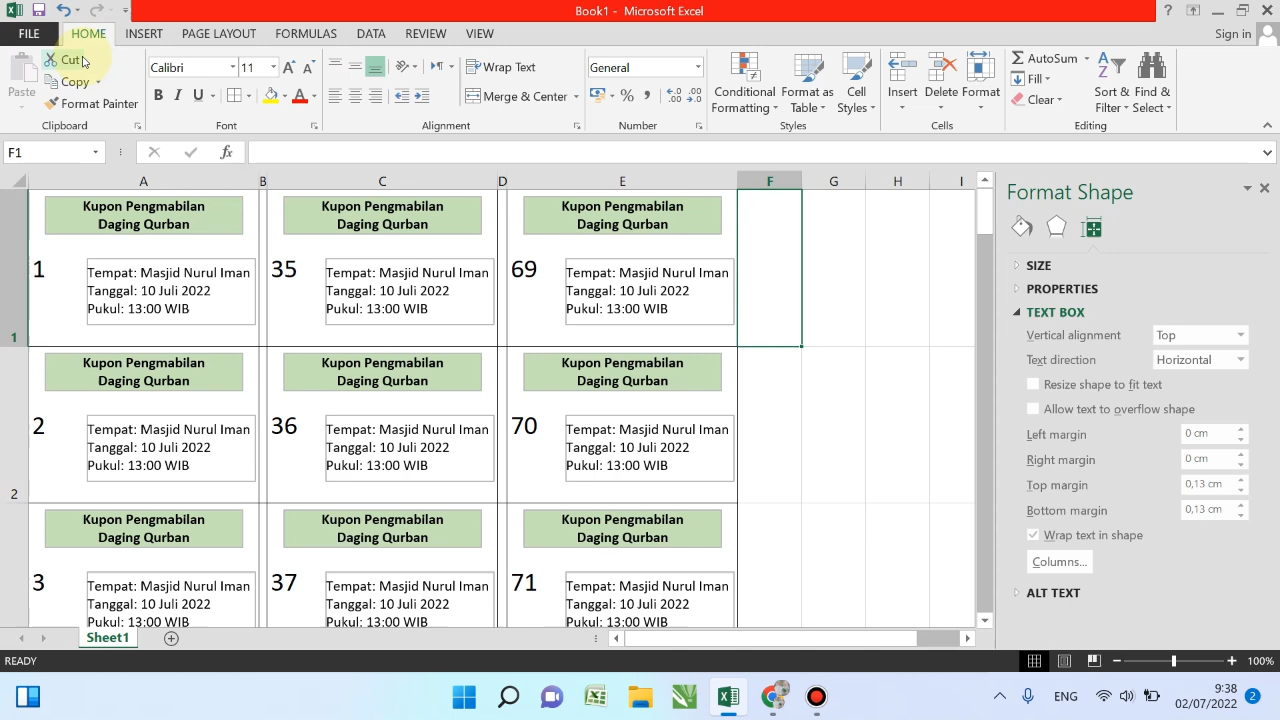 Book1 - Microsoft Excel
Sign in
FILE HOME INSERT PAGE LAYOUT FORMULAS DATA REVIEW VIEW
Paste
Cut
Copy
Format Painter
Clipboard
Calibri 11
B I U A
Font
Wrap Text
Merge & Center
Alignment
General
%
Number
Conditional Formatting
Format as Table
Cell Styles
Styles
Insert Delete Format
Cells
AutoSum
Fill
Clear
Sort & Filter
Find & Select
Editing
F1
fx
A B C D E F G H I
Kupon Pengmabilan
Daging Qurban
1
Tempat: Masjid Nurul Iman
Tanggal: 10 Juli 2022
Pukul: 13:00 WIB
Kupon Pengmabilan
Daging Qurban
35
Tempat: Masjid Nurul Iman
Tanggal: 10 Juli 2022
Pukul: 13:00 WIB
Kupon Pengmabilan
Daging Qurban
69
Tempat: Masjid Nurul Iman
Tanggal: 10 Juli 2022
Pukul: 13:00 WIB
1
Kupon Pengmabilan
Daging Qurban
2
Tempat: Masjid Nurul Iman
Tanggal: 10 Juli 2022
Pukul: 13:00 WIB
Kupon Pengmabilan
Daging Qurban
36
Tempat: Masjid Nurul Iman
Tanggal: 10 Juli 2022
Pukul: 13:00 WIB
Kupon Pengmabilan
Daging Qurban
70
Tempat: Masjid Nurul Iman
Tanggal: 10 Juli 2022
Pukul: 13:00 WIB
2
Kupon Pengmabilan
Daging Qurban
3
Tempat: Masjid Nurul Iman
Tanggal: 10 Juli 2022
Pukul: 13:00 WIB
Kupon Pengmabilan
Daging Qurban
37
Tempat: Masjid Nurul Iman
Tanggal: 10 Juli 2022
Pukul: 13:00 WIB
Kupon Pengmabilan
Daging Qurban
71
Tempat: Masjid Nurul Iman
Tanggal: 10 Juli 2022
Pukul: 13:00 WIB
Format Shape
SIZE
PROPERTIES
TEXT BOX
Vertical alignment Top
Text direction Horizontal
Resize shape to fit text
Allow text to overflow shape
Left margin 0 cm
Right margin 0 cm
Top margin 0,13 cm
Bottom margin 0,13 cm
Wrap text in shape
Columns...
ALT TEXT
Sheet1
READY
100%
ENG
9:38
02/07/2022
2